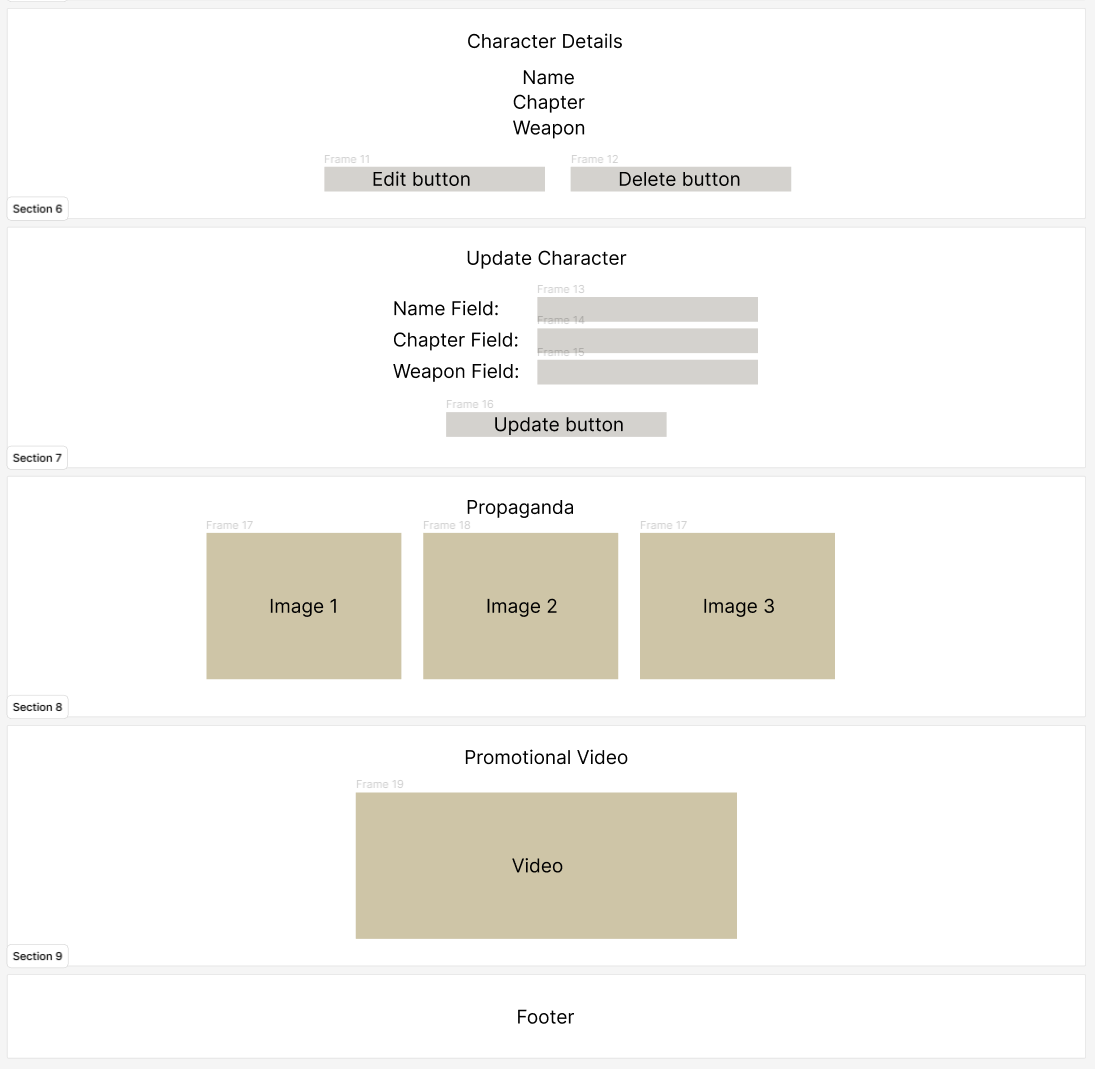 Character Details
Name
Chapter
Weapon
Frame 11
Frame 12
Edit button
Delete button
Section 6
Update Character
Frame 13
Name Field:
Frame 14
Chapter Field:
Frame 15
Weapon Field:
Frame 16
Update button
Section 7
Propaganda
Frame 17
Frame 18
Frame 17
Image 1
Image 2
Image 3
Section 8
Promotional Video
Frame 19
Video
Section 9
Footer